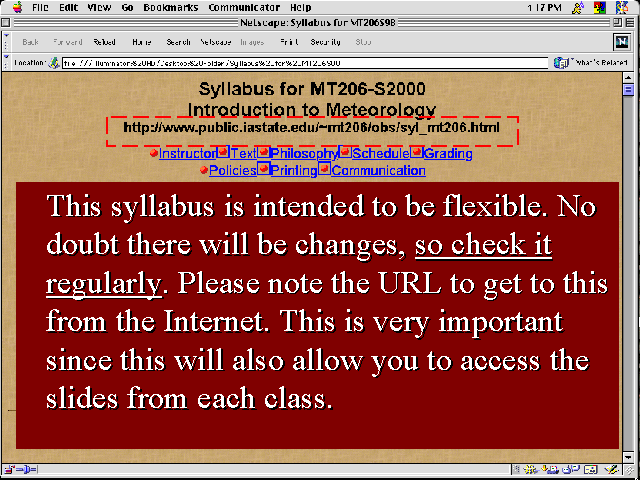 File Edit View Go Bookmarks Communicator Help 1:17 PM
Netscape: Syllabus for MT206S98
Back Forward Reload Home Search Netscape Images Print Security Stop
Location: What's Related
Syllabus for MT206-S2000
Introduction to Meteorology
http://www.public.iastate.edu/~mt206/obs/syl_mt206.html
Instructor Text Philosophy Schedule Grading
Policies Printing Communication
This syllabus is intended to be flexible. No
doubt there will be changes, so check it
regularly. Please note the URL to get to this
from the Internet. This is very important
since this will also allow you to access the
slides from each class.